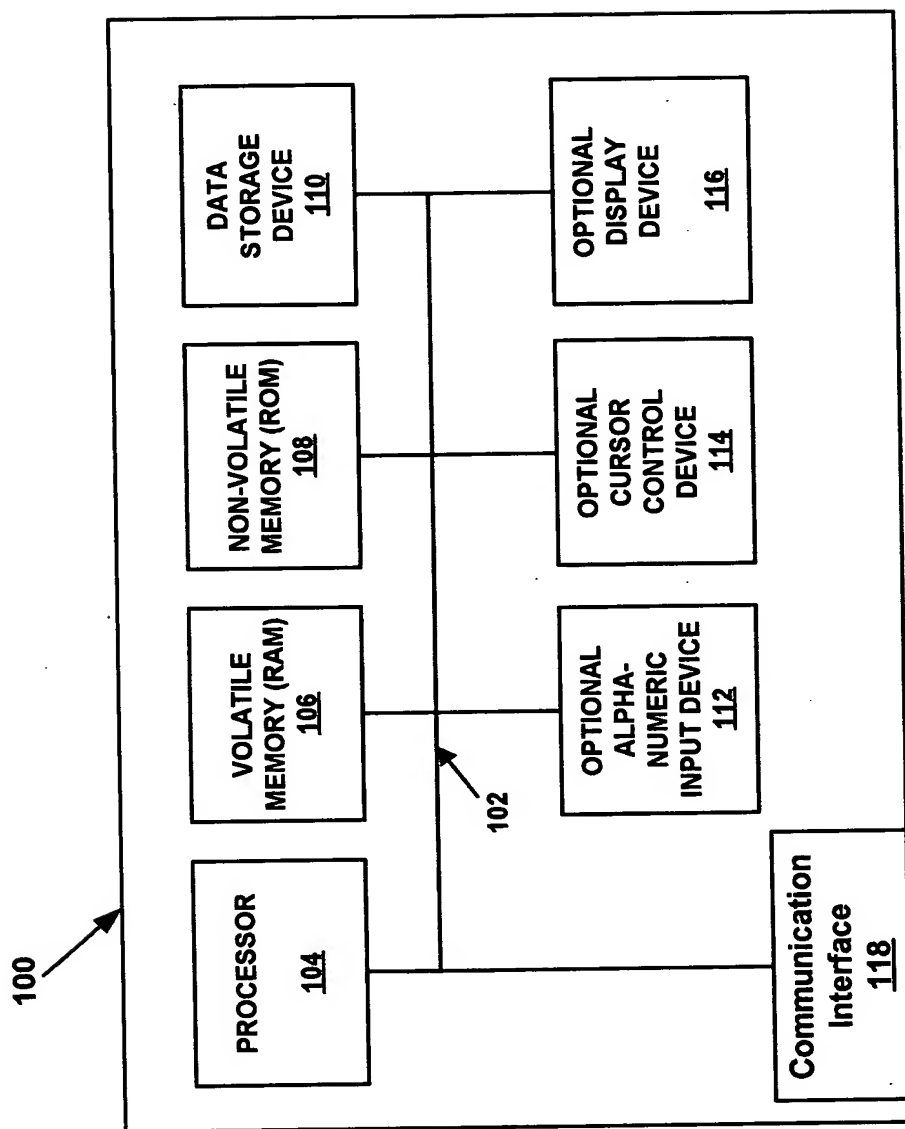 100
PROCESSOR
104
VOLATILE
MEMORY (RAM)
106
NON-VOLATILE
MEMORY (ROM)
108
DATA
STORAGE
DEVICE
110
102
OPTIONAL
ALPHA-
NUMERIC
INPUT DEVICE
112
OPTIONAL
CURSOR
CONTROL
DEVICE
114
OPTIONAL
DISPLAY
DEVICE
116
Communication
Interface
118